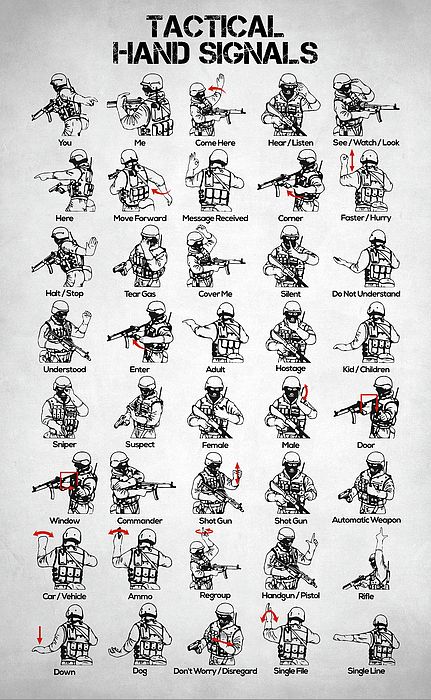 TACTICAL
HAND SIGNALS
You
Me
Come Here
Hear / Listen
See / Watch / Look
Here
Move Forward
Message Received
Corner
Faster / Hurry
Halt / Stop
Tear Gas
Cover Me
Silent
Do Not Understand
Understood
Enter
Adult
Hostage
Kid / Children
Sniper
Suspect
Female
Male
Door
Window
Commander
Shot Gun
Shot Gun
Automatic Weapon
Car / Vehicle
Ammo
Regroup
Handgun / Pistol
Rifle
Down
Dog
Don't Worry / Disregard
Single File
Single Line